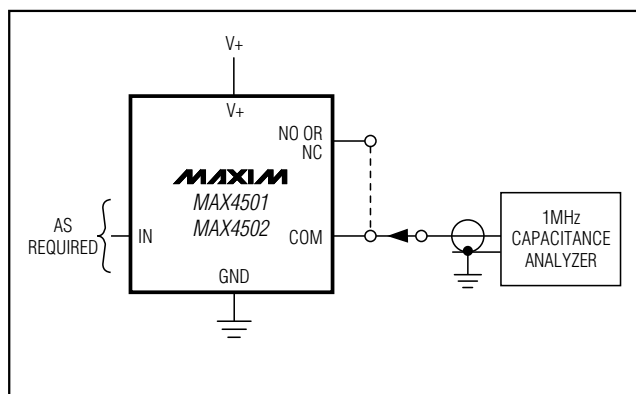 V+
V+
NO OR
NC
MAXIM
MAX4501
MAX4502
AS
REQUIRED
IN
COM
GND
1MHz
CAPACITANCE
ANALYZER